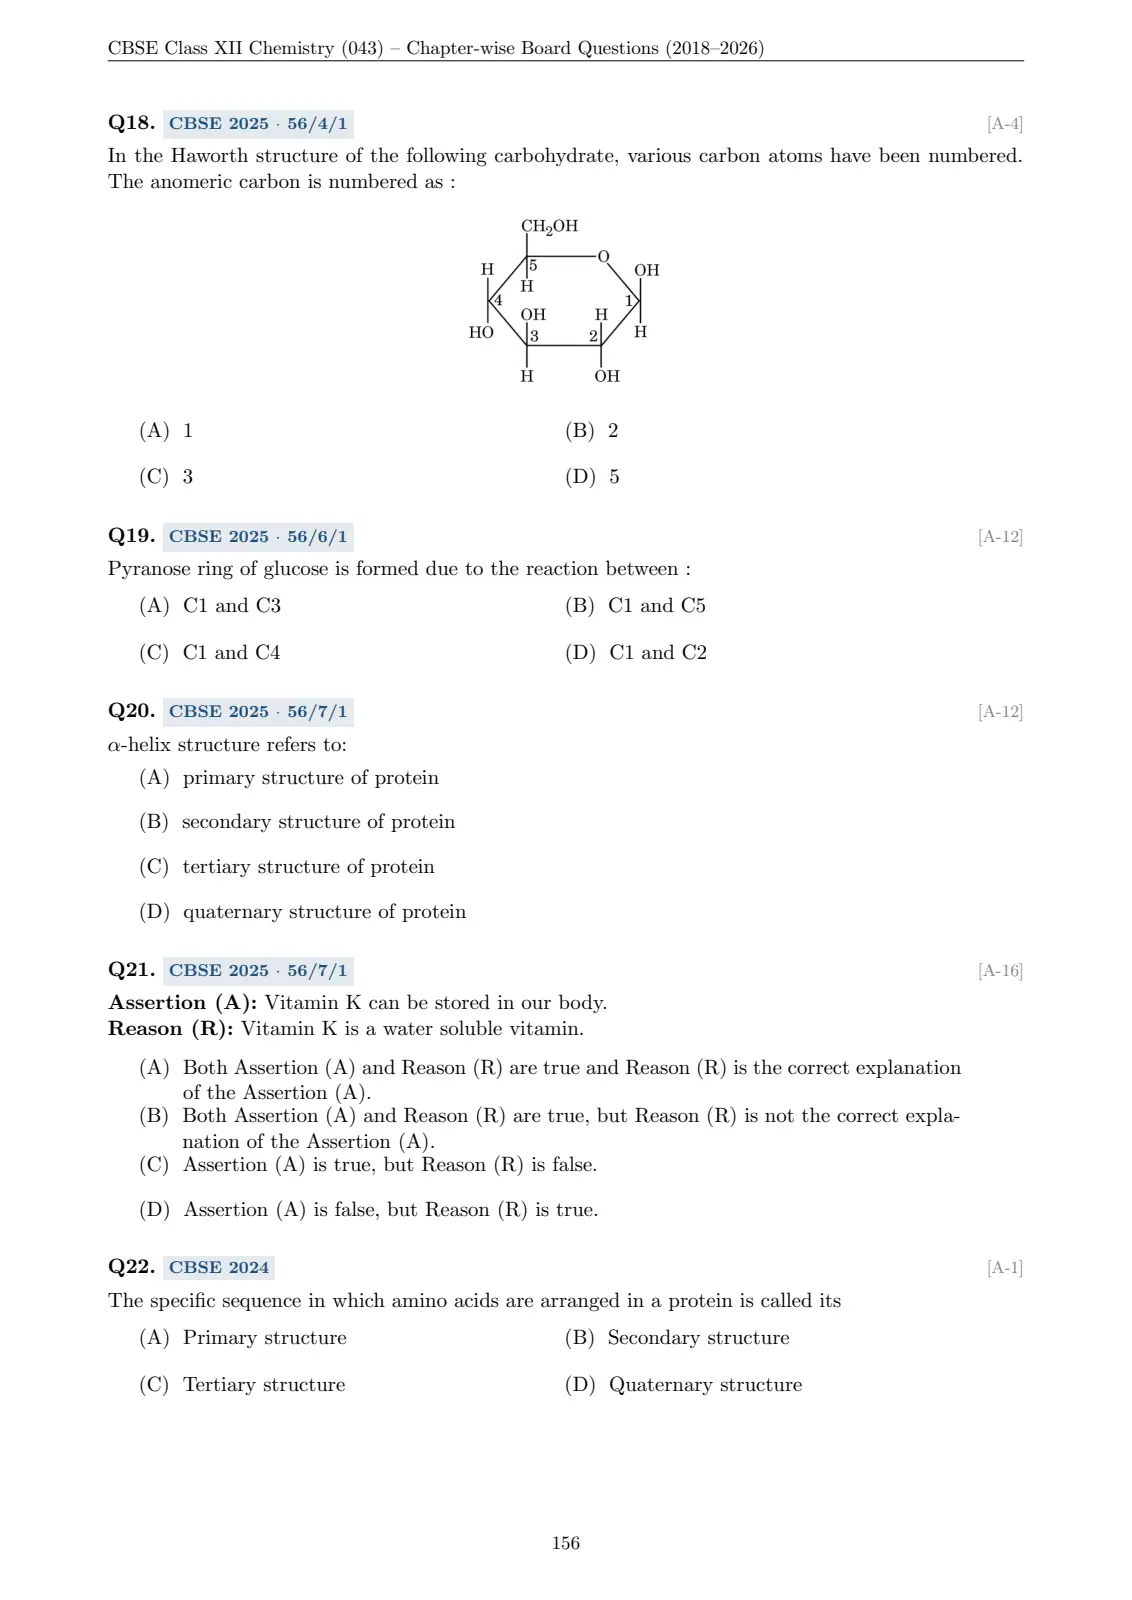 CBSE Class XII Chemistry (043) – Chapter-wise Board Questions (2018–2026)
Q18. CBSE 2025 · 56/4/1 [A-4]
In the Haworth structure of the following carbohydrate, various carbon atoms have been numbered.
The anomeric carbon is numbered as :
CH₂OH
H 5 O OH
H
4 1
OH H
HO 3 2 H
H OH
(A) 1 (B) 2
(C) 3 (D) 5
Q19. CBSE 2025 · 56/6/1 [A-12]
Pyranose ring of glucose is formed due to the reaction between :
(A) C1 and C3 (B) C1 and C5
(C) C1 and C4 (D) C1 and C2
Q20. CBSE 2025 · 56/7/1 [A-12]
α-helix structure refers to:
(A) primary structure of protein
(B) secondary structure of protein
(C) tertiary structure of protein
(D) quaternary structure of protein
Q21. CBSE 2025 · 56/7/1 [A-16]
Assertion (A): Vitamin K can be stored in our body.
Reason (R): Vitamin K is a water soluble vitamin.
(A) Both Assertion (A) and Reason (R) are true and Reason (R) is the correct explanation
of the Assertion (A).
(B) Both Assertion (A) and Reason (R) are true, but Reason (R) is not the correct expla-
nation of the Assertion (A).
(C) Assertion (A) is true, but Reason (R) is false.
(D) Assertion (A) is false, but Reason (R) is true.
Q22. CBSE 2024 [A-1]
The specific sequence in which amino acids are arranged in a protein is called its
(A) Primary structure (B) Secondary structure
(C) Tertiary structure (D) Quaternary structure
156